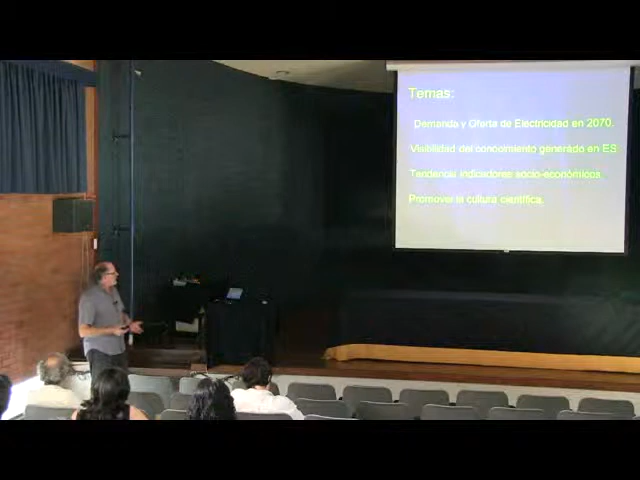 Temas:
Demanda y Oferta de Electricidad en 2070.
Visibilidad del conocimiento generado en ES
Tendencia indicadores socio-económicos
Promover la cultura científica.